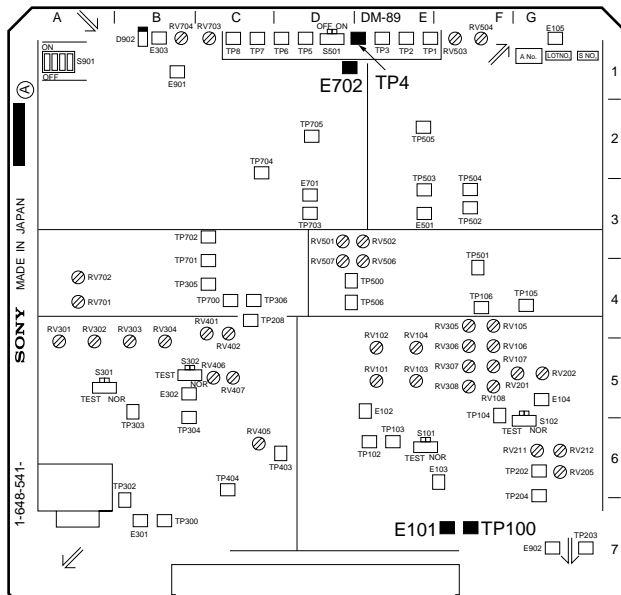 A B C D DM-89 E F G
RV704 RV703 OFF ON RV504 E105
D902 E303 TP8 TP7 TP6 TP5 S501 TP3 TP2 TP1 RV503
ON S901 OFF
A No. LOTNO. S NO.
E901 E702 TP4 1
A
TP705 TP505 2
TP704
E701 TP503 TP504
TP703 E501 TP502 3
TP702 RV501 RV502
TP701 RV507 RV506 TP501
RV702 TP305 TP500
RV701 TP700 TP306 TP506 TP106 TP105 4
TP208
RV301 RV302 RV303 RV304 RV401 RV402 RV102 RV104 RV305 RV105
RV306 RV106
S301 S302 RV406 RV101 RV103 RV307 RV107 RV202 5
TEST NOR
TEST NOR RV407 RV308 RV201
E302 RV108 E104
TP303 TP304 E102 TP104 S102
TEST NOR
RV405 TP102 TP103 S101
TEST NOR
TP403 RV211 RV212 6
TP404 E103 TP202 RV205
TP302 TP204
E301 TP300 E101 TP100
E902 TP203 7
SONY MADE IN JAPAN
1-648-541-